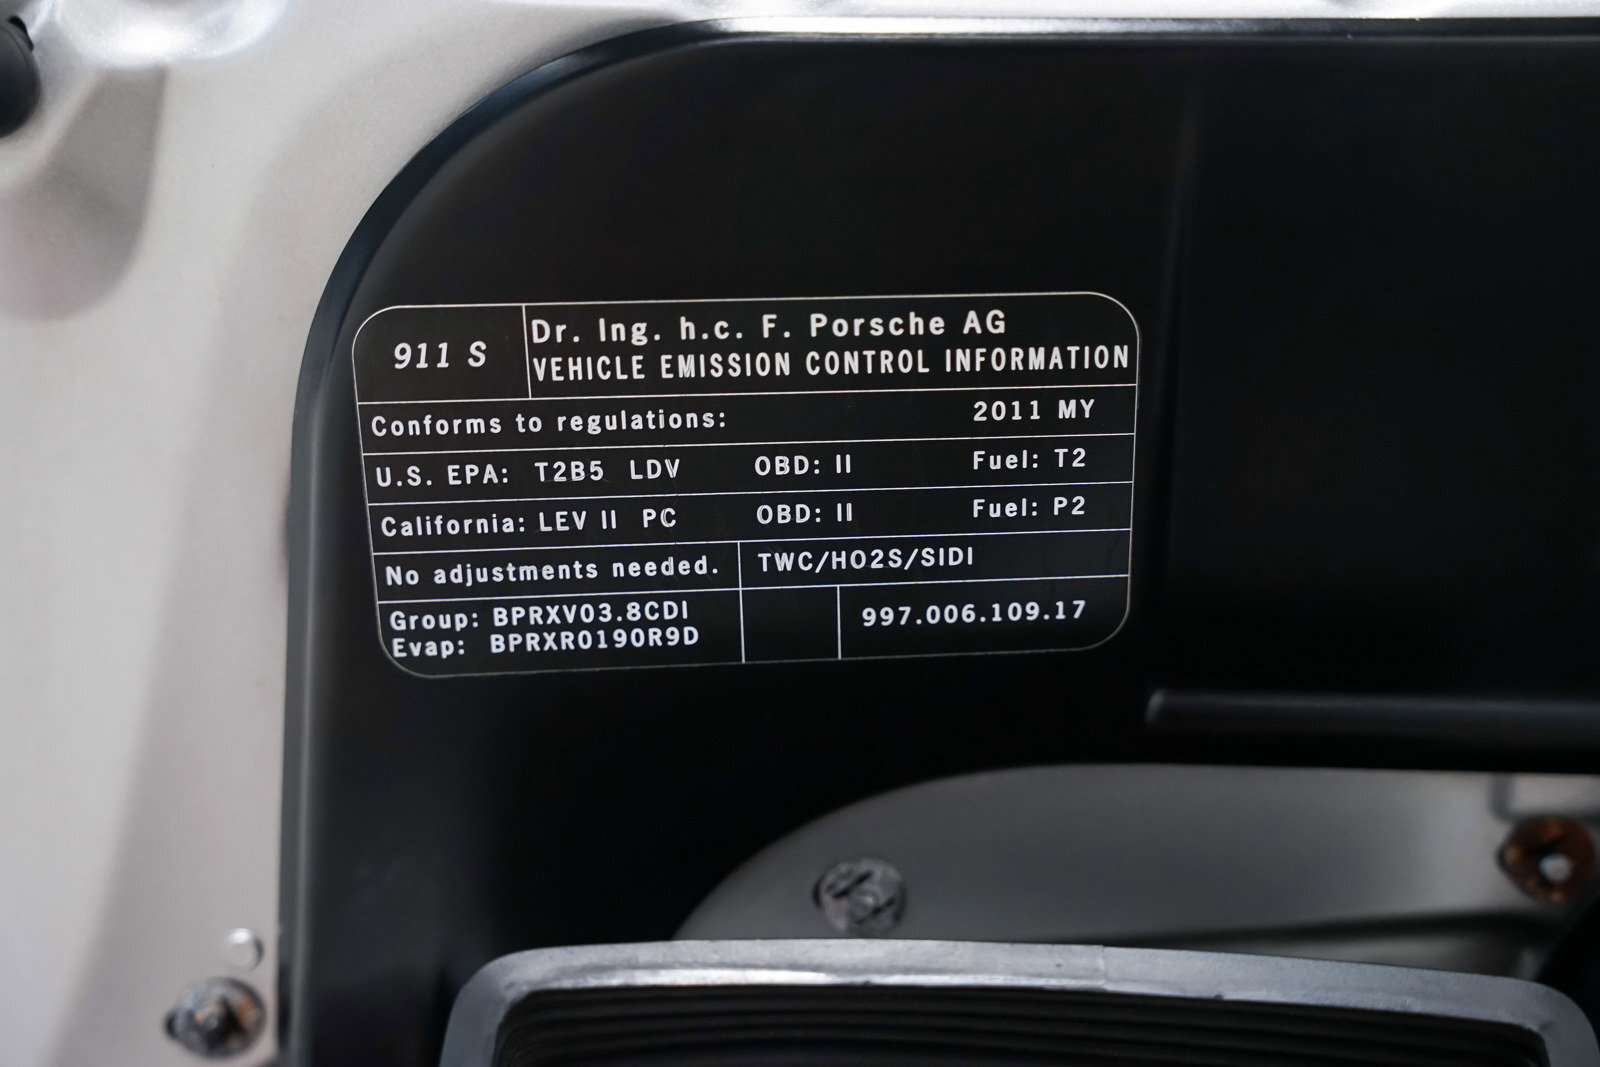 911 S
Dr. Ing. h.c. F. Porsche AG
VEHICLE EMISSION CONTROL INFORMATION
Conforms to regulations: 2011 MY
U.S. EPA: T2B5 LDV OBD: II Fuel: T2
California: LEV II PC OBD: II Fuel: P2
No adjustments needed. TWC/HO2S/SIDI
Group: BPRXV03.8CDI
Evap: BPRXR0190R9D
997.006.109.17